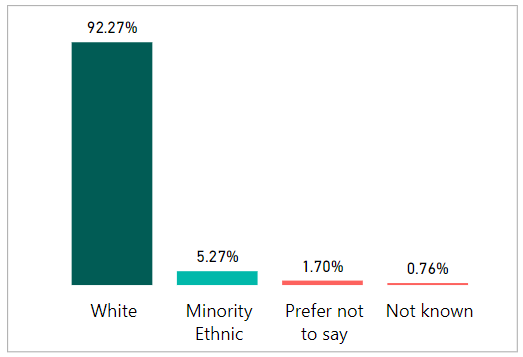 92.27%
5.27%
1.70%
0.76%
White
Minority
Ethnic
Prefer not
to say
Not known